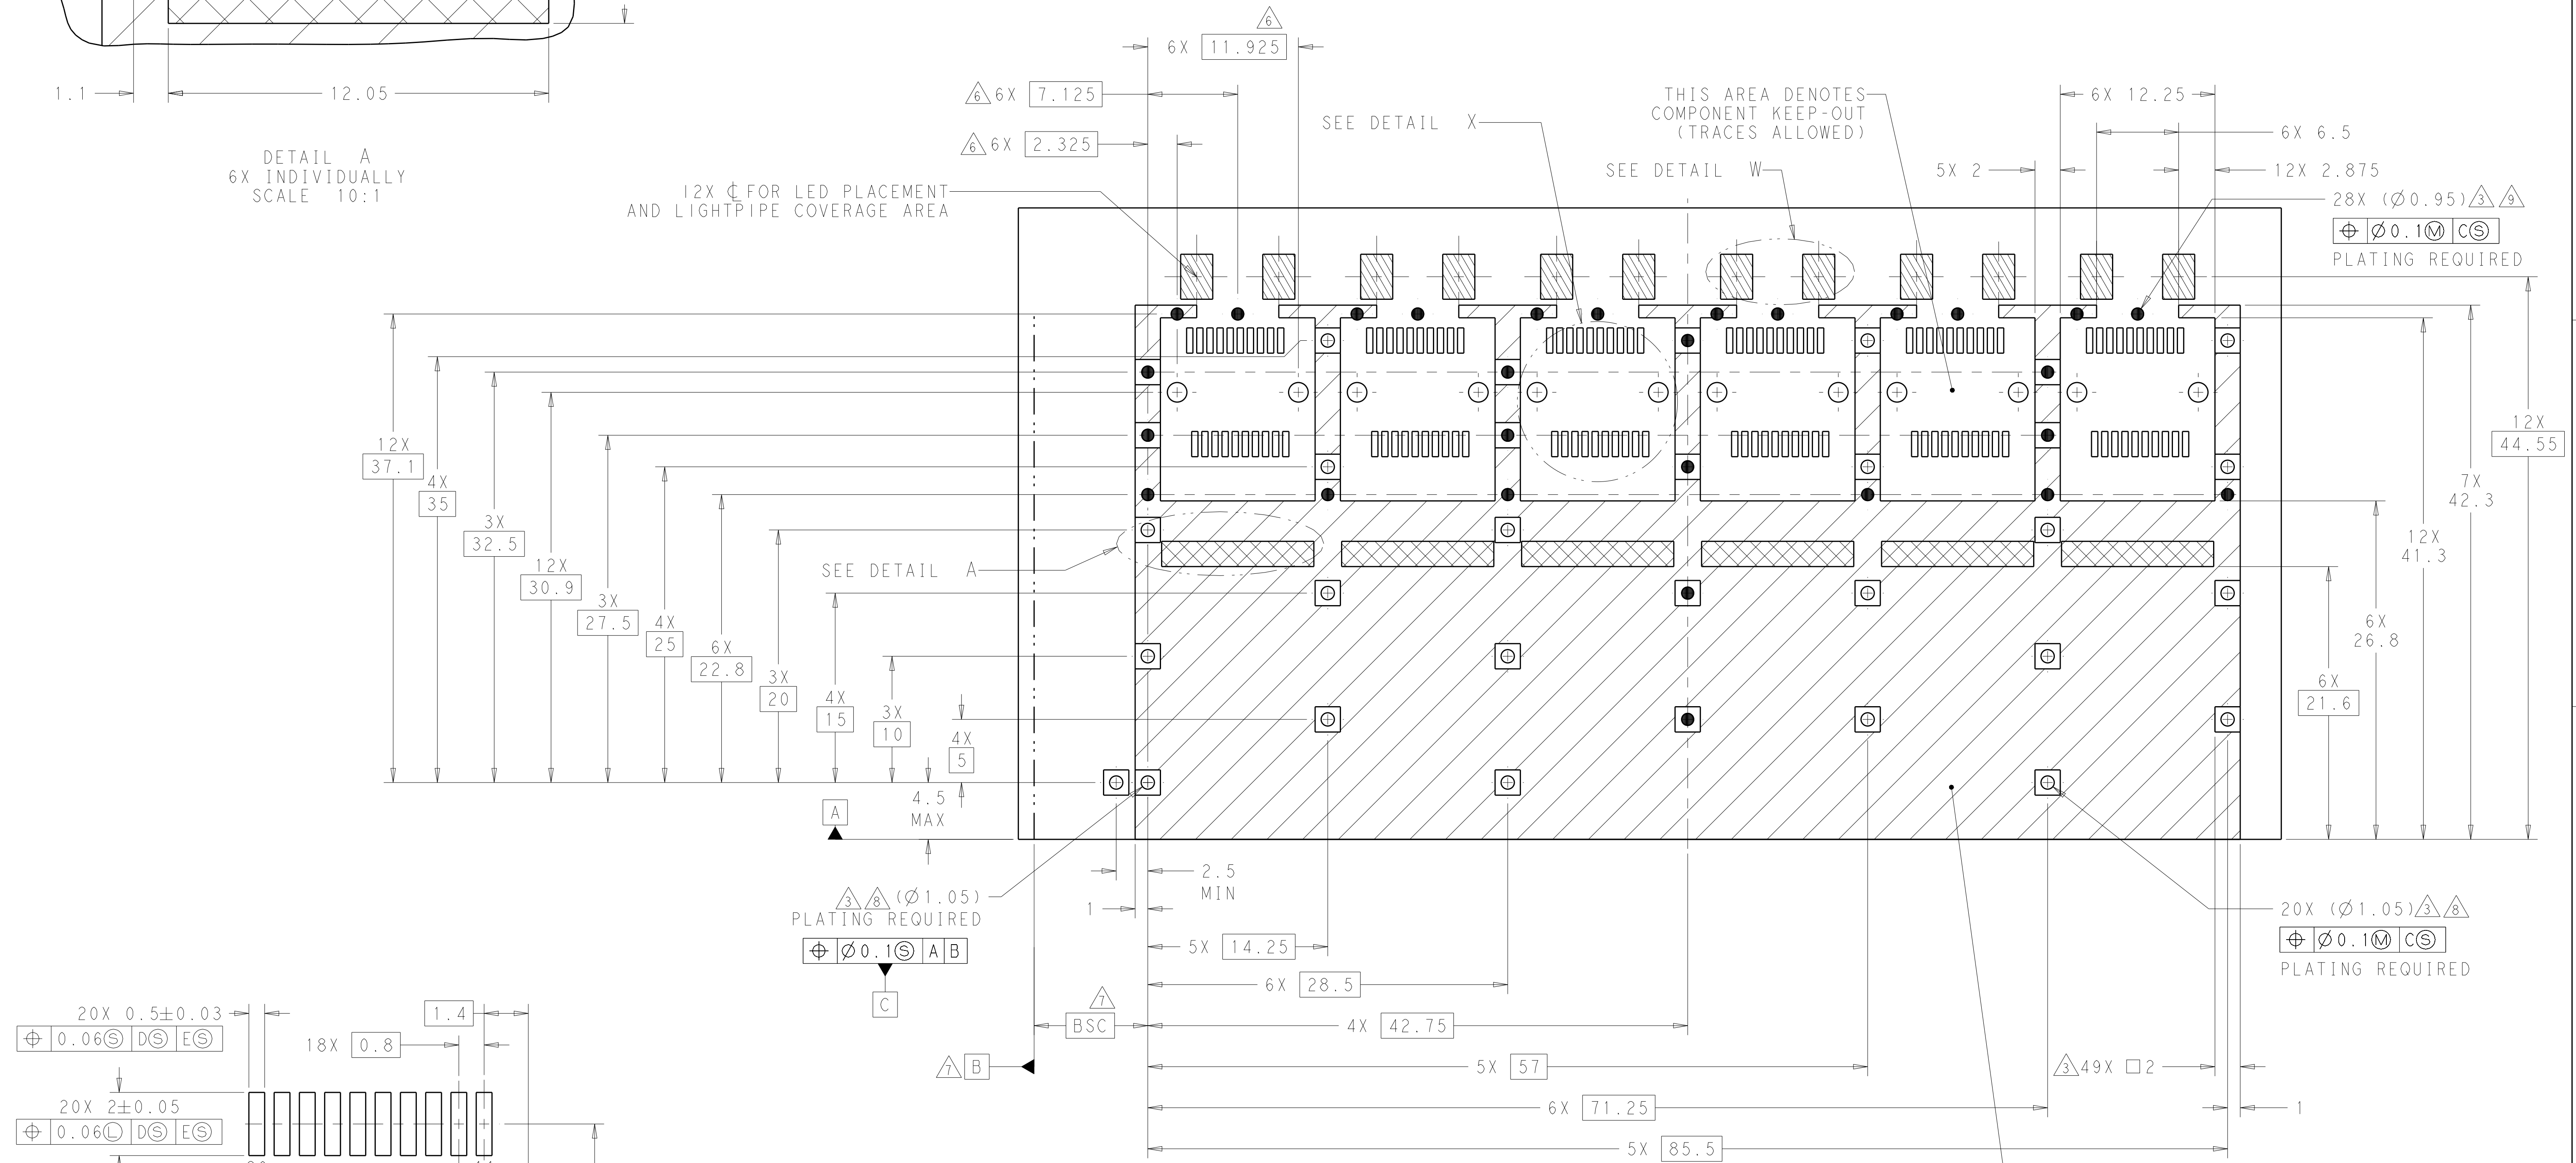 1.1
12.05
DETAIL A
6X INDIVIDUALLY
SCALE 10:1
6
6X 11.925
6 6X 7.125
6 6X 2.325
12X ℄ FOR LED PLACEMENT
AND LIGHTPIPE COVERAGE AREA
SEE DETAIL X
THIS AREA DENOTES
COMPONENT KEEP-OUT
(TRACES ALLOWED)
SEE DETAIL W
6X 12.25
6X 6.5
5X 2
12X 2.875
28X (Ø0.95) 3 9
⌖ Ø0.1Ⓜ CⓈ
PLATING REQUIRED
12X
37.1
4X
35
3X
32.5
12X
30.9
3X
27.5
4X
25
6X
22.8
3X
20
4X
15
3X
10
4X
5
SEE DETAIL A
12X
44.55
7X
42.3
12X
41.3
6X
26.8
6X
21.6
A
4.5
MAX
2.5
MIN
1
3 8 (Ø1.05)
PLATING REQUIRED
⌖ Ø0.1Ⓢ A B
C
5X 14.25
6X 28.5
7
BSC
4X 42.75
7 B
5X 57
6X 71.25
5X 85.5
20X (Ø1.05) 3 8
⌖ Ø0.1Ⓜ CⓈ
PLATING REQUIRED
3 49X □2
1
20X 0.5±0.03
⌖ 0.06Ⓢ DⓈ EⓈ
1.4
18X 0.8
20X 2±0.05
⌖ 0.06Ⓛ DⓈ EⓈ